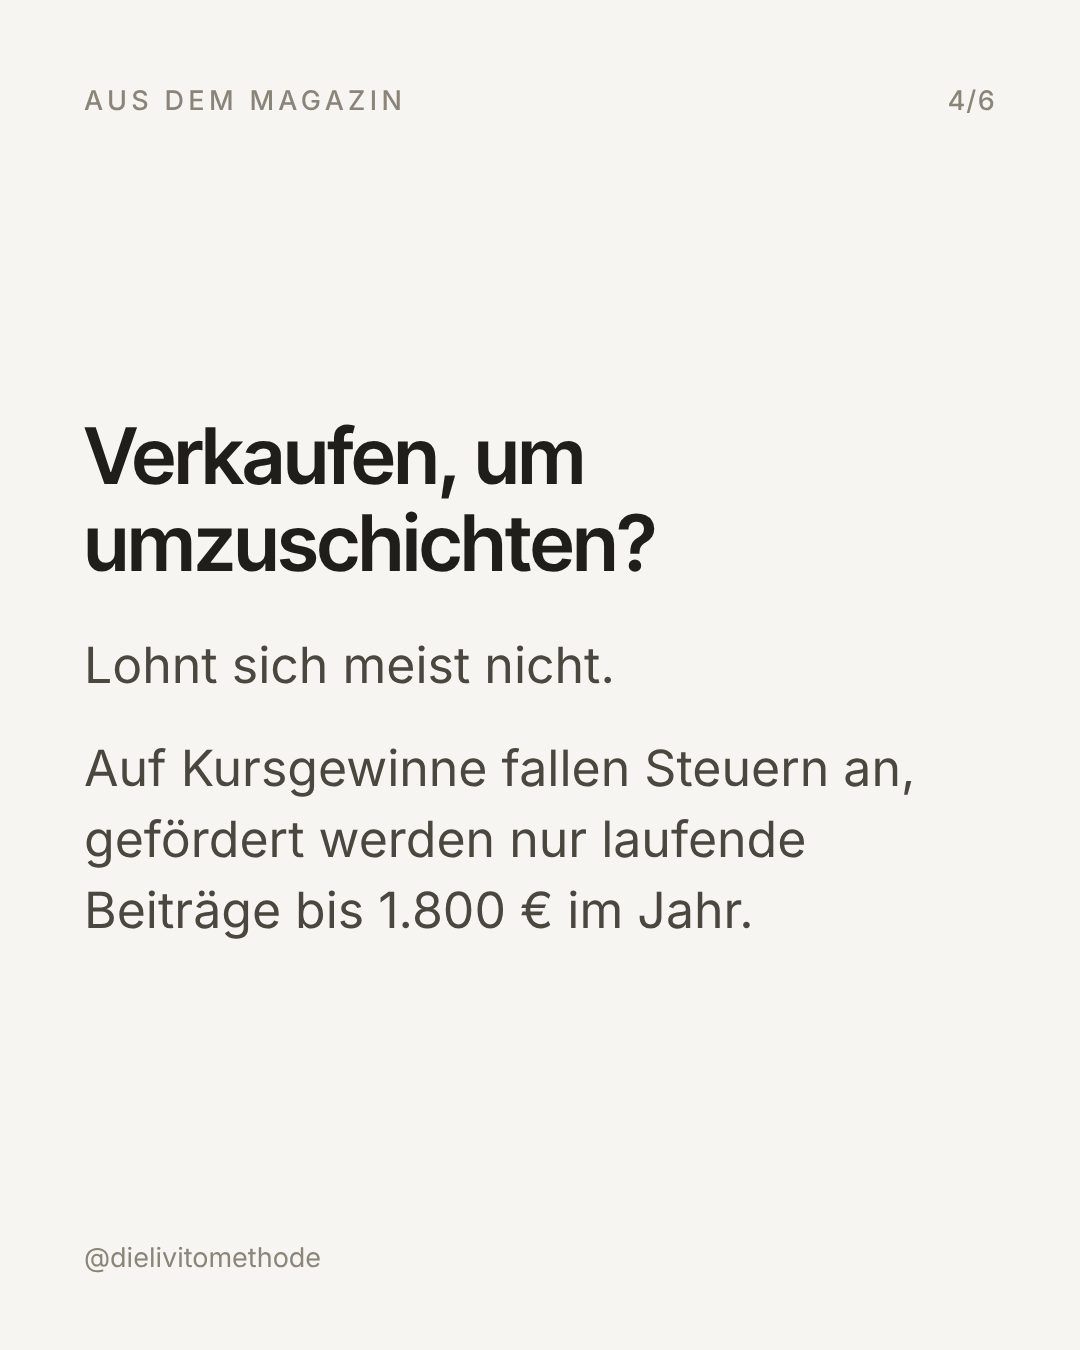 AUS DEM MAGAZIN
4/6
Verkaufen, um
umzuschichten?
Lohnt sich meist nicht.
Auf Kursgewinne fallen Steuern an,
gefördert werden nur laufende
Beiträge bis 1.800 € im Jahr.
@dielivitomethode